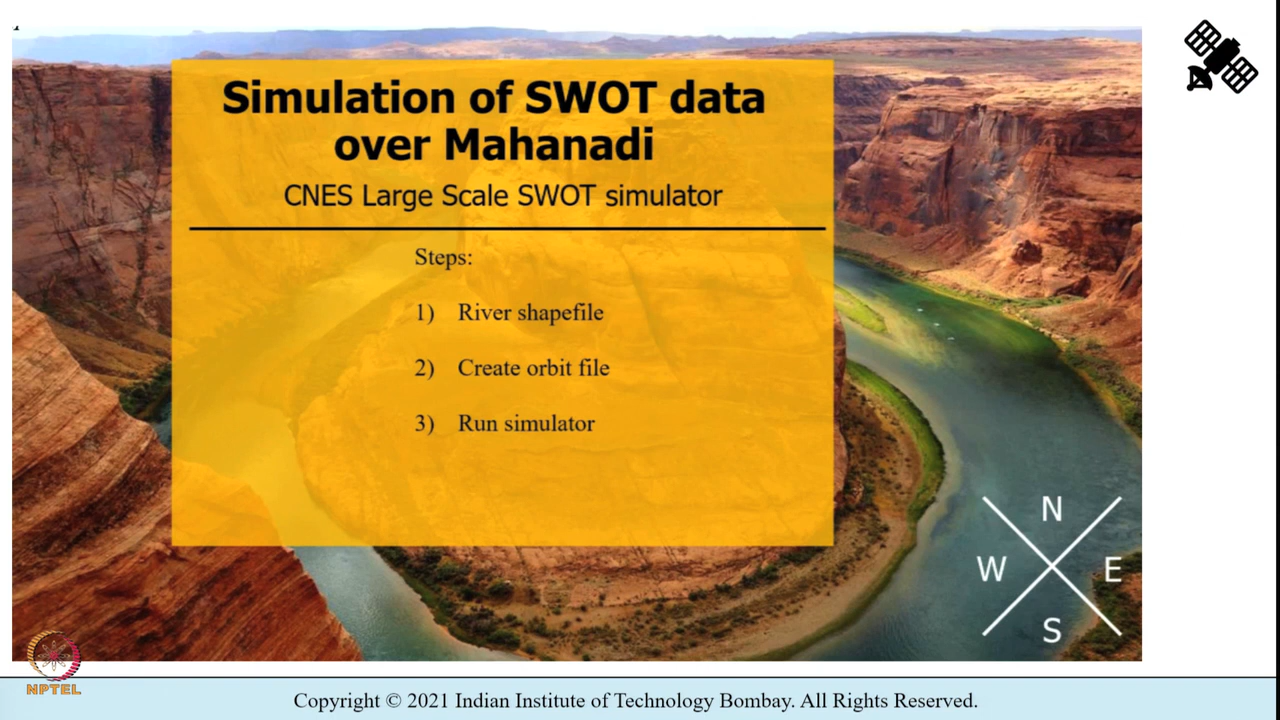 Simulation of SWOT data
over Mahanadi
CNES Large Scale SWOT simulator
Steps:
1) River shapefile
2) Create orbit file
3) Run simulator
N
W E
S
NPTEL
Copyright © 2021 Indian Institute of Technology Bombay. All Rights Reserved.